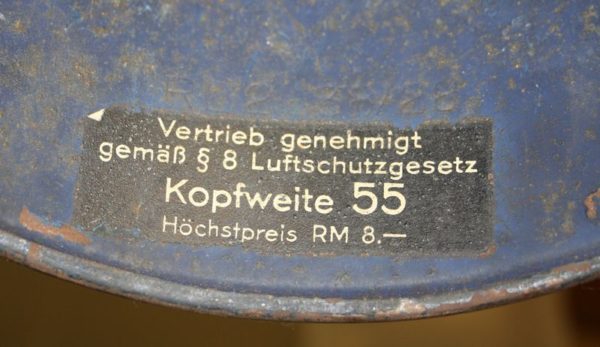 Vertrieb genehmigt
gemäß § 8 Luftschutzgesetz
Kopfweite 55
Höchstpreis RM 8.—